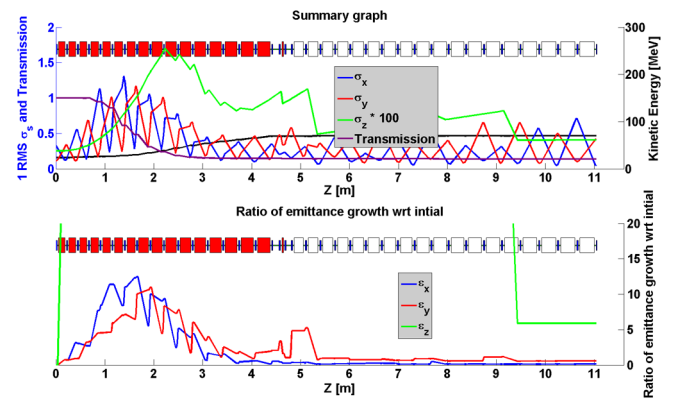 Summary graph
1 RMS σs and Transmission
2
1.5
1
0.5
0
300
250
200
150
100
50
0
Kinetic Energy [MeV]
σx
σy
σz * 100
Transmission
0 1 2 3 4 5 6 7 8 9 10 11
Z [m]
Ratio of emittance growth wrt intial
20
15
10
5
0
Ratio of emittance growth wrt intial
εx
εy
εz
0 1 2 3 4 5 6 7 8 9 10 11
Z [m]